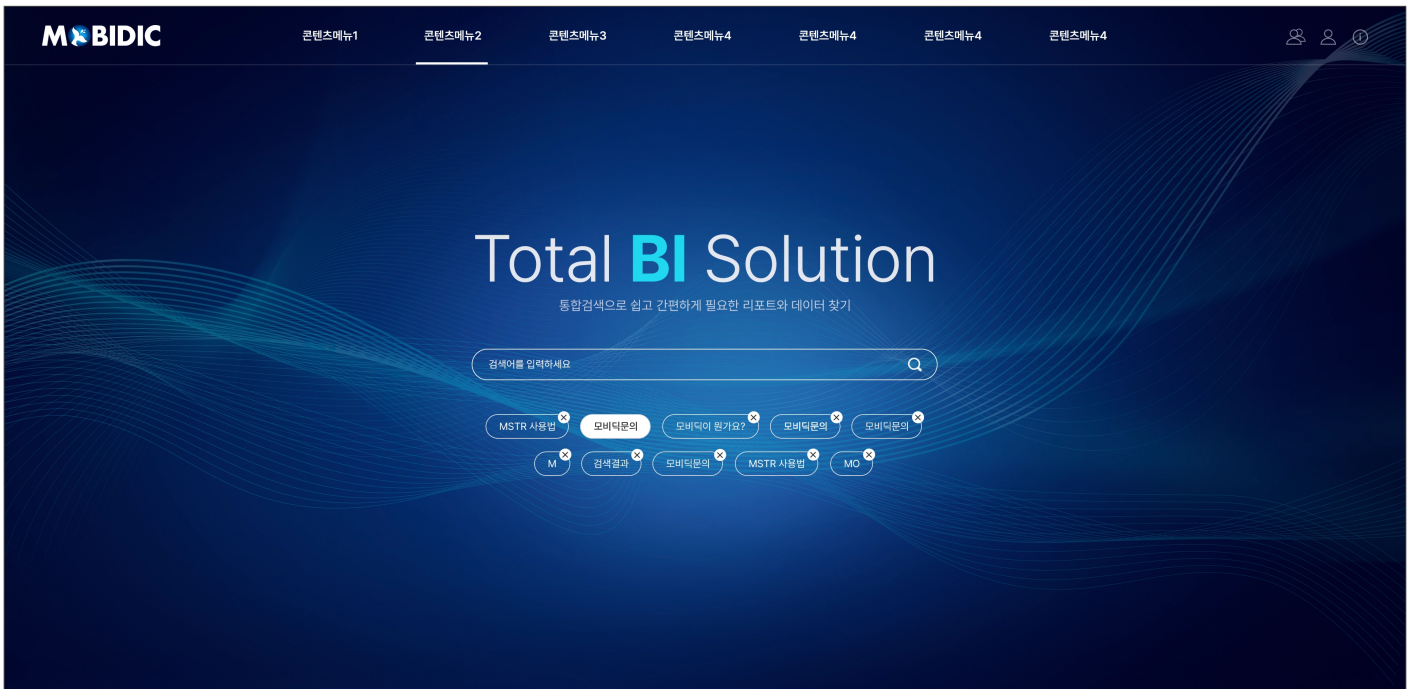 MOBIDIC
콘텐츠메뉴1 콘텐츠메뉴2 콘텐츠메뉴3 콘텐츠메뉴4 콘텐츠메뉴4 콘텐츠메뉴4 콘텐츠메뉴4
Total BI Solution
통합검색으로 쉽고 간편하게 필요한 리포트와 데이터 찾기
검색어를 입력하세요
MSTR 사용법 모비딕문의 모비딕이 뭔가요? 모비딕문의 모비딕문의
M 검색결과 모비딕문의 MSTR 사용법 MO